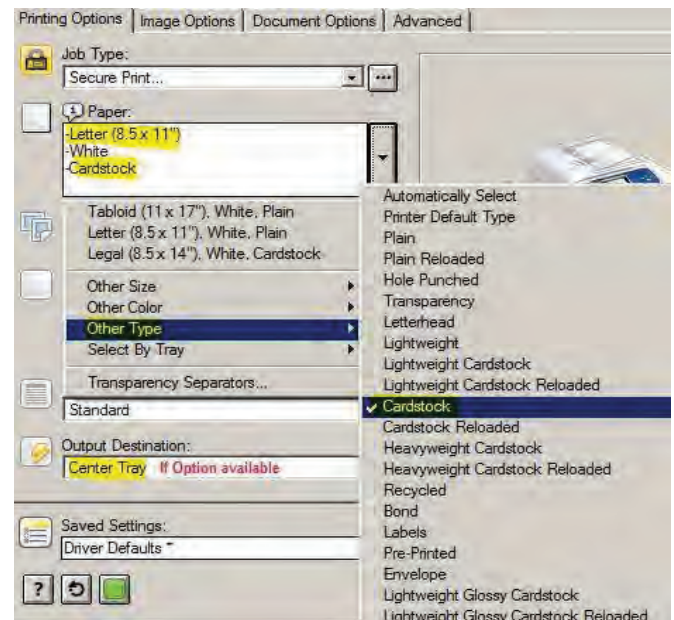 Printing Options Image Options Document Options Advanced
Job Type:
Secure Print...
Paper:
-Letter (8.5 x 11")
-White
-Cardstock
Tabloid (11 x 17"), White, Plain
Letter (8.5 x 11"), White, Plain
Legal (8.5 x 14"), White, Cardstock
Other Size
Other Color
Other Type
Select By Tray
Transparency Separators...
Standard
Output Destination:
Center Tray If Option available
Saved Settings:
Driver Defaults *
?
Automatically Select
Printer Default Type
Plain
Plain Reloaded
Hole Punched
Transparency
Letterhead
Lightweight
Lightweight Cardstock
Lightweight Cardstock Reloaded
Cardstock
Cardstock Reloaded
Heavyweight Cardstock
Heavyweight Cardstock Reloaded
Recycled
Bond
Labels
Pre-Printed
Envelope
Lightweight Glossy Cardstock
Lightweight Glossy Cardstock Reloaded